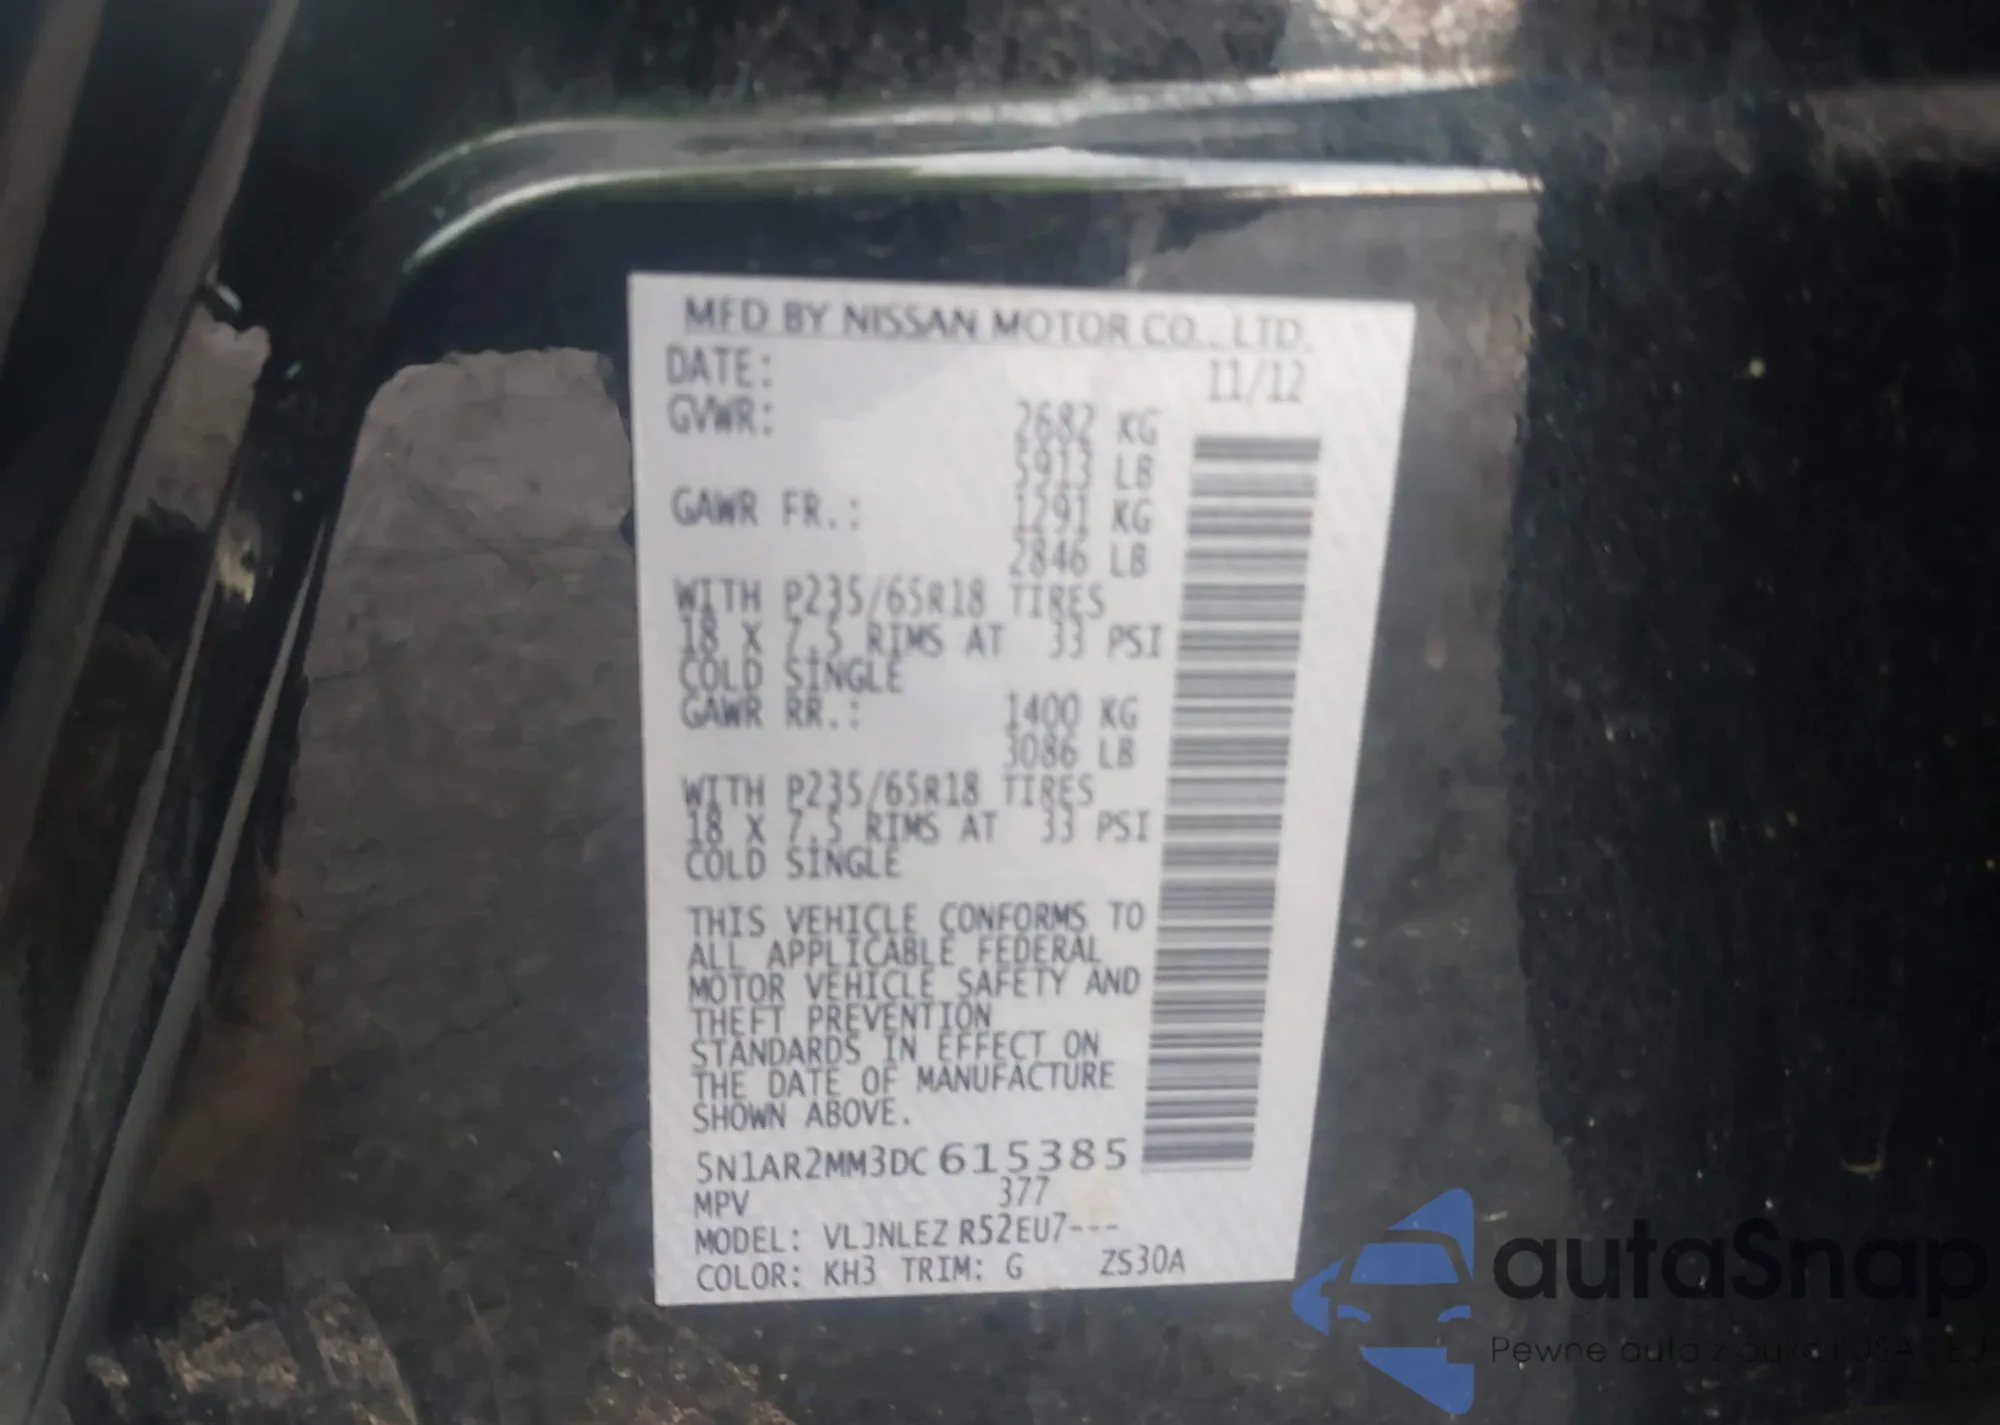 MFD BY NISSAN MOTOR CO., LTD.
DATE: 11/12
GVWR: 2682 KG
5913 LB
GAWR FR.: 1291 KG
2846 LB
WITH P235/65R18 TIRES
18 X 7.5 RIMS AT 33 PSI
COLD SINGLE
GAWR RR.: 1400 KG
3086 LB
WITH P235/65R18 TIRES
18 X 7.5 RIMS AT 33 PSI
COLD SINGLE
THIS VEHICLE CONFORMS TO
ALL APPLICABLE FEDERAL
MOTOR VEHICLE SAFETY AND
THEFT PREVENTION
STANDARDS IN EFFECT ON
THE DATE OF MANUFACTURE
SHOWN ABOVE.
5N1AR2MM3DC615385
MPV 377
MODEL: VLJNLEZ R52EU7---
COLOR: KH3 TRIM: G ZS30A
autaSnap
Pewne auta z